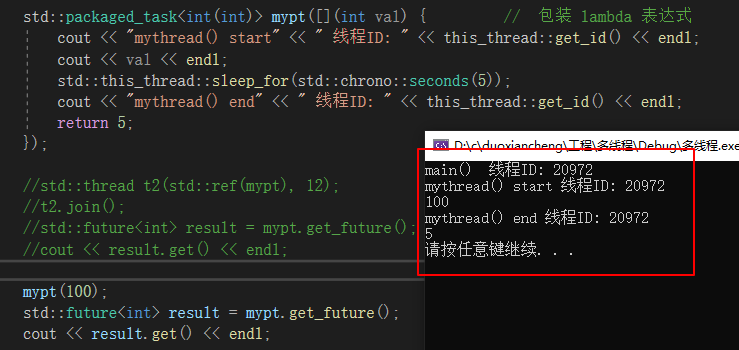 std::packaged_task<int(int)> mypt([](int val) {        // 包装 lambda 表达式
    cout << "mythread() start" << " 线程ID: " << this_thread::get_id() << endl;
    cout << val << endl;
    std::this_thread::sleep_for(std::chrono::seconds(5));
    cout << "mythread() end" << " 线程ID: " << this_thread::get_id() << endl;
    return 5;
});
//std::thread t2(std::ref(mypt), 12);
//t2.join();
//std::future<int> result = mypt.get_future();
//cout << result.get() << endl;
mypt(100);
std::future<int> result = mypt.get_future();
cout << result.get() << endl;
D:\c\duoxiancheng\工程\多线程\Debug\多线程.exe
main()  线程ID: 20972
mythread() start 线程ID: 20972
100
mythread() end 线程ID: 20972
5
请按任意键继续. . .